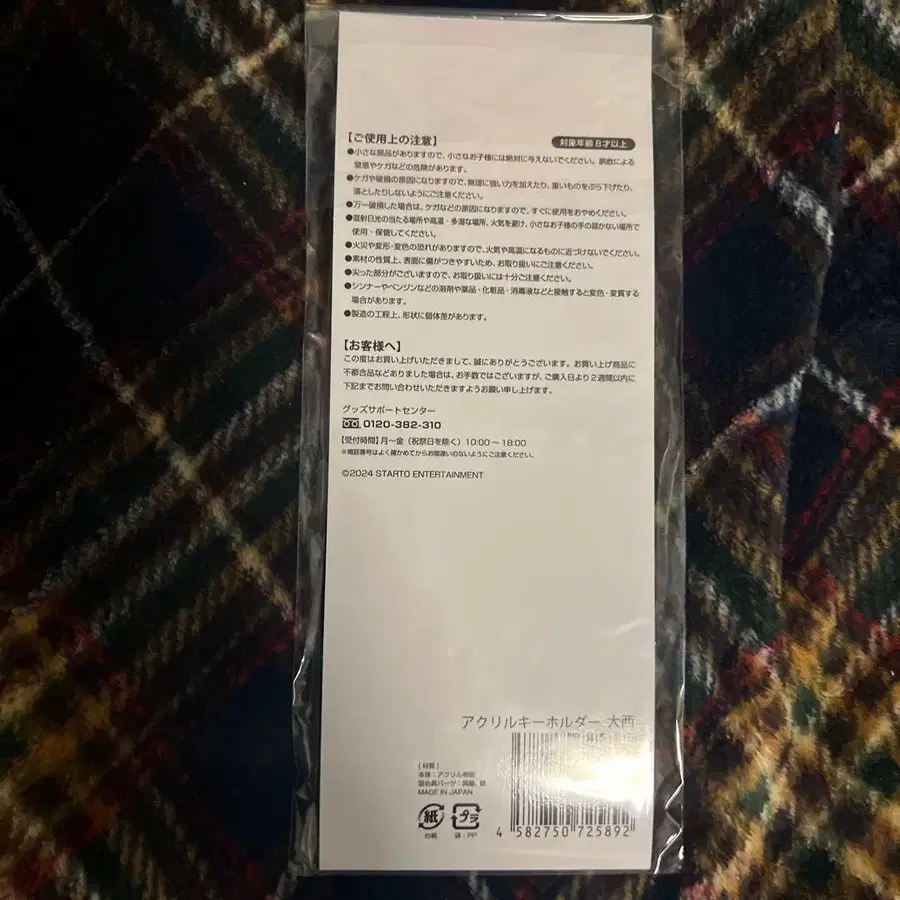 【ご使用上の注意】
対象年齢 8才以上
●小さな部品がありますので、小さなお子様には絶対に与えないでください。誤飲による
窒息やケガなどの危険があります。
●ケガや破損の原因になりますので、無理に強い力を加えたり、重いものをぶら下げたり、
落としたりしないようにご注意ください。
●万一破損した場合は、ケガなどの原因になりますので、すぐに使用をおやめください。
●直射日光の当たる場所や高温・多湿な場所、火気を避け、小さなお子様の手の届かない場所で
使用・保管してください。
●火災や変形・変色の恐れがありますので、火気や高温になるものに近づけないでください。
●素材の性質上、表面に傷がつきやすいため、お取り扱いにご注意ください。
●尖った部分がございますので、お取り扱いには十分ご注意ください。
●シンナーやベンジンなどの溶剤や薬品・化粧品・消毒液などと接触すると変色・変質する
場合があります。
●製造の工程上、形状に個体差があります。
【お客様へ】
この度はお買い上げいただきまして、誠にありがとうございます。お買い上げ商品に
不都合品などありました場合は、お手数ではございますが、ご購入日より2週間以内に
下記までお問い合わせいただきますようお願い申し上げます。
グッズサポートセンター
0120-382-310
【受付時間】月〜金（祝祭日を除く）10:00〜18:00
※電話番号はよく確かめてからお間違いのないようにご注意ください。
©2024 STARTO ENTERTAINMENT
アクリルキーホルダー 大西
[ 材質 ]
本体：アクリル樹脂
留め具パーツ：真鍮、鉄
MADE IN JAPAN
紙 プラ
台紙 袋：PP
4 582750 725892